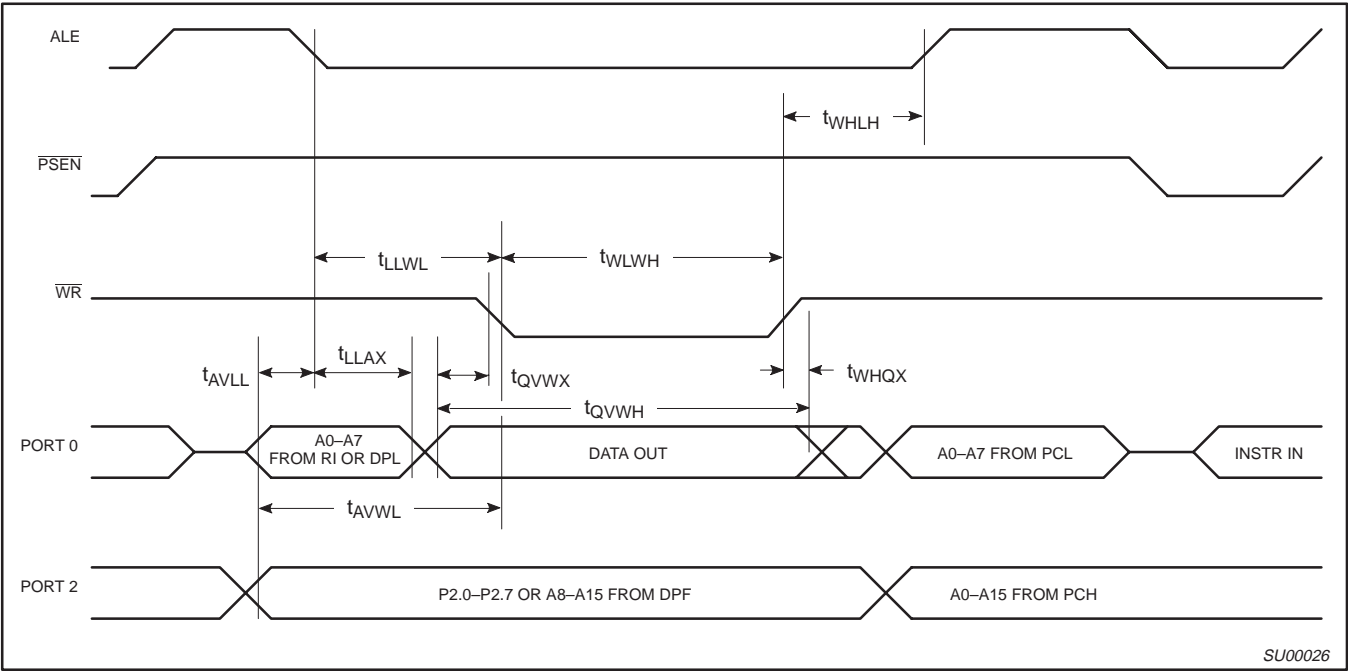 ALE
tWHLH
PSEN
tLLWL
tWLWH
WR
tLLAX
tAVLL
tQVWX
tWHQX
tQVWH
PORT 0
A0–A7
FROM RI OR DPL
DATA OUT
A0–A7 FROM PCL
INSTR IN
tAVWL
PORT 2
P2.0–P2.7 OR A8–A15 FROM DPF
A0–A15 FROM PCH
SU00026